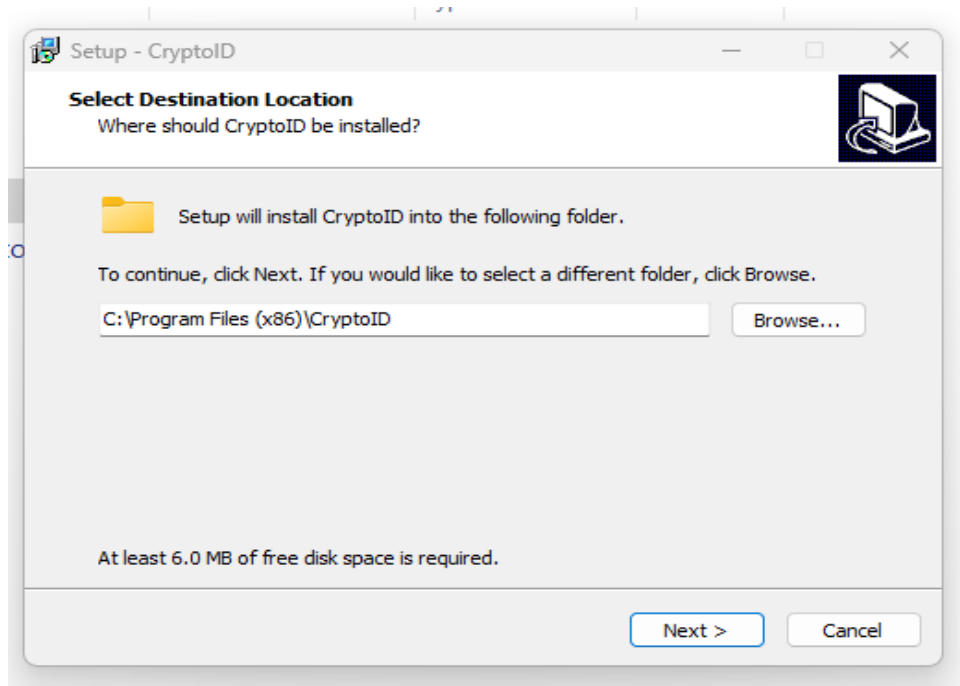 Setup - CryptoID
Select Destination Location
Where should CryptoID be installed?
Setup will install CryptoID into the following folder.
To continue, click Next. If you would like to select a different folder, click Browse.
C:\Program Files (x86)\CryptoID
Browse...
At least 6.0 MB of free disk space is required.
Next >
Cancel